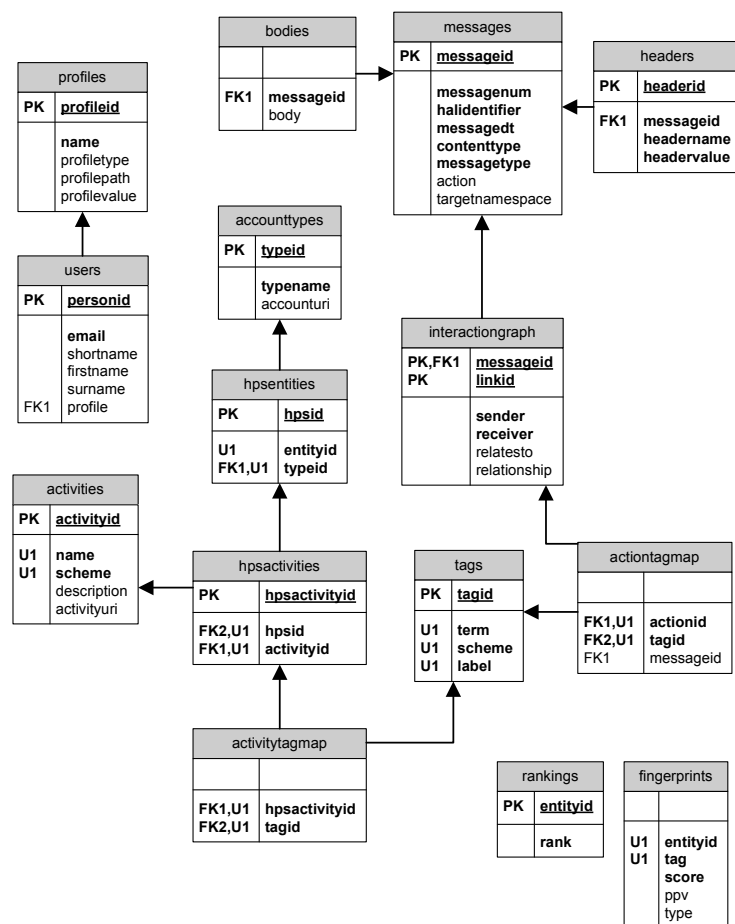 bodies
FK1 messageid
body
messages
PK messageid
messagenum
halidentifier
messagedt
contenttype
messagetype
action
targetnamespace
headers
PK headerid
FK1 messageid
headername
headervalue
profiles
PK profileid
name
profiletype
profilepath
profilevalue
users
PK personid
email
shortname
firstname
surname
FK1 profile
accounttypes
PK typeid
typename
accounturi
hpsentities
PK hpsid
U1 entityid
FK1,U1 typeid
interactiongraph
PK,FK1 messageid
PK linkid
sender
receiver
relatesto
relationship
activities
PK activityid
U1 name
U1 scheme
description
activityuri
hpsactivities
PK hpsactivityid
FK2,U1 hpsid
FK1,U1 activityid
tags
PK tagid
U1 term
U1 scheme
U1 label
actiontagmap
FK1,U1 actionid
FK2,U1 tagid
FK1 messageid
activitytagmap
FK1,U1 hpsactivityid
FK2,U1 tagid
rankings
PK entityid
rank
fingerprints
U1 entityid
U1 tag
score
ppv
type